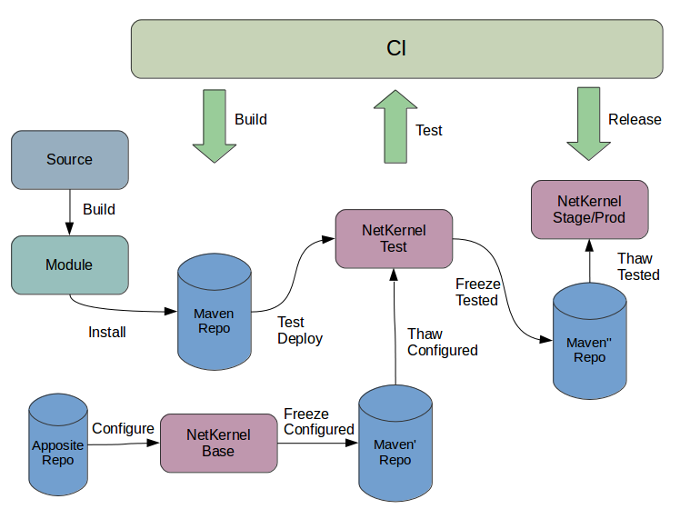 CI
Build
Test
Release
Source
Build
Module
Install
Maven
Repo
Test
Deploy
NetKernel
Test
Freeze
Tested
NetKernel
Stage/Prod
Thaw
Tested
Maven''
Repo
Thaw
Configured
Apposite
Repo
Configure
NetKernel
Base
Freeze
Configured
Maven'
Repo